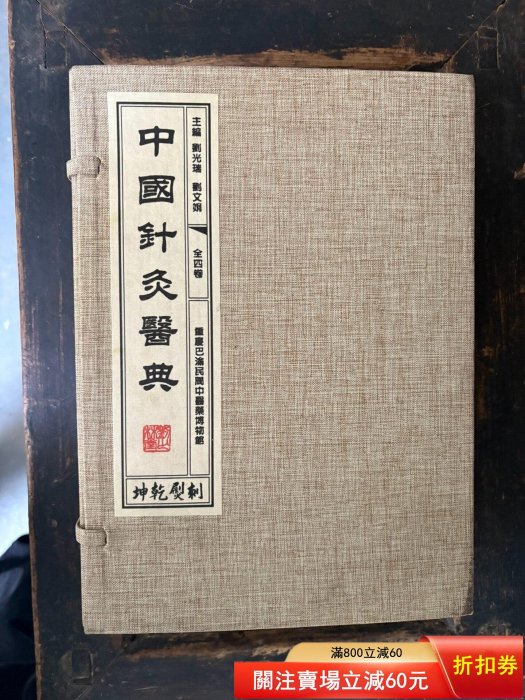 中國針灸醫典
主編 劉光瑞 劉文娟
全四卷
重慶巴渝民間中醫藥博物館
刺熨乾坤
滿800立減60
關注賣場立減60元
折扣券